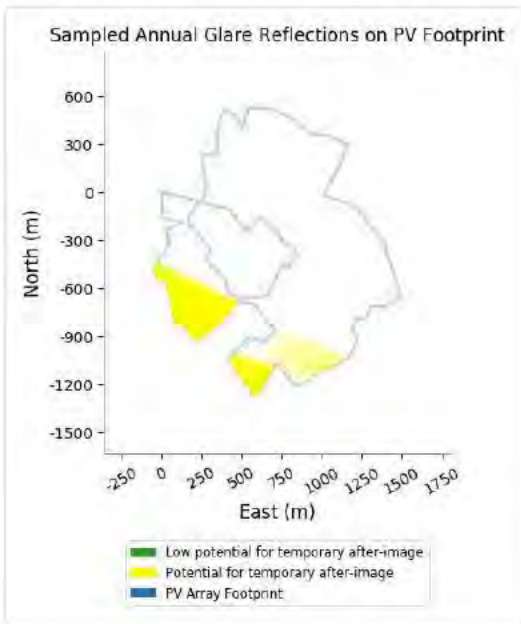 Sampled Annual Glare Reflections on PV Footprint
600
300
0
-300
-600
-900
-1200
-1500
North (m)
-250 0 250 500 750 1000 1250 1500 1750
East (m)
Low potential for temporary after-image
Potential for temporary after-image
PV Array Footprint